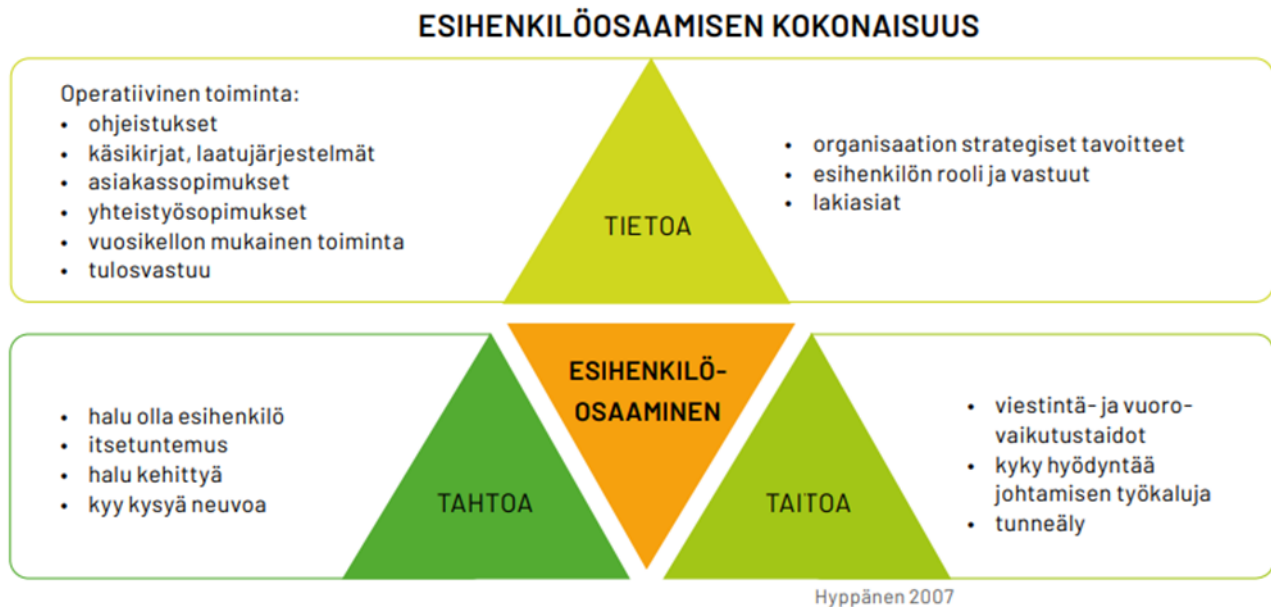 ESIHENKILÖOSAAMISEN KOKONAISUUS
Operatiivinen toiminta:
• ohjeistukset
• käsikirjat, laatujärjestelmät
• asiakassopimukset
• yhteistyösopimukset
• vuosikellon mukainen toiminta
• tulosvastuu
TIETOA
• organisaation strategiset tavoitteet
• esihenkilön rooli ja vastuut
• lakiasiat
• halu olla esihenkilö
• itsetuntemus
• halu kehittyä
• kyy kysyä neuvoa
TAHTOA
ESIHENKILÖ-
OSAAMINEN
TAITOA
• viestintä- ja vuoro-
vaikutustaidot
• kyky hyödyntää
johtamisen työkaluja
• tunneäly
Hyppänen 2007